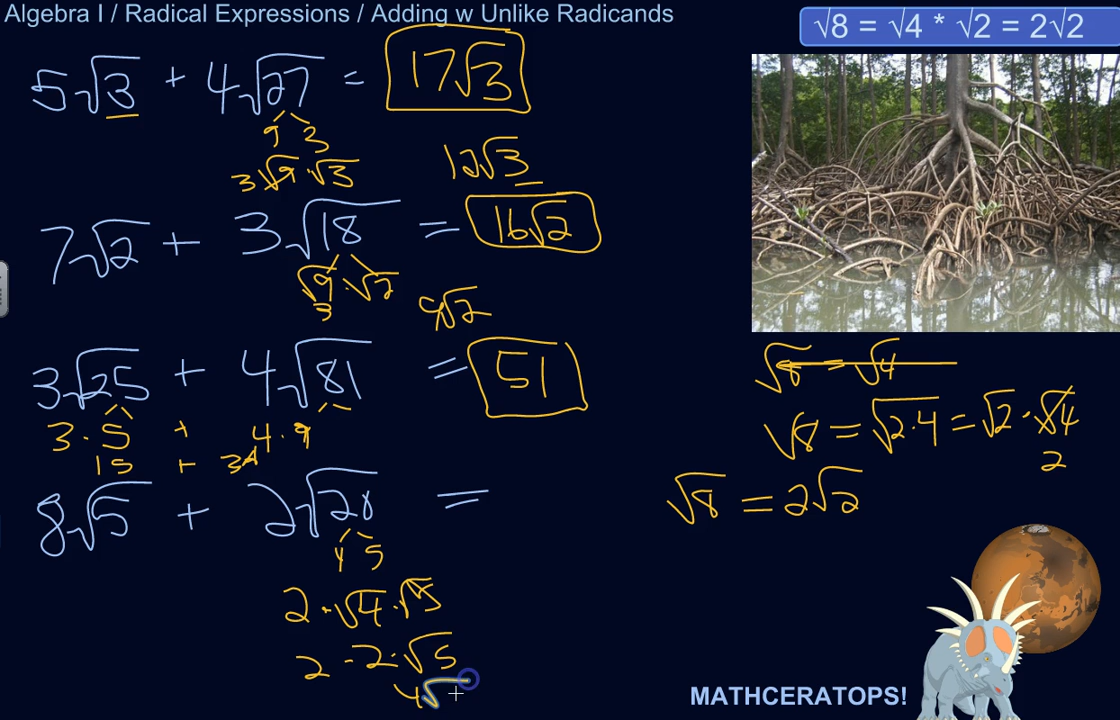 Algebra I / Radical Expressions / Adding w Unlike Radicands
√8 = √4 * √2 = 2√2
5√3 + 4√27 = 17√3
9 3
3√9 · √3
12√3
7√2 + 3√18 = 16√2
√9 · √2
3
9√2
3√25 + 4√81 = 51
3 · 5 + 4 · 9
15 +
8√5 + 2√20 =
4 5
2 · √4 · √5
2 · 2 · √5
4√
√8 = √4
√8 = √2·4 = √2 · √4
2
√8 = 2√2
MATHCERATOPS!